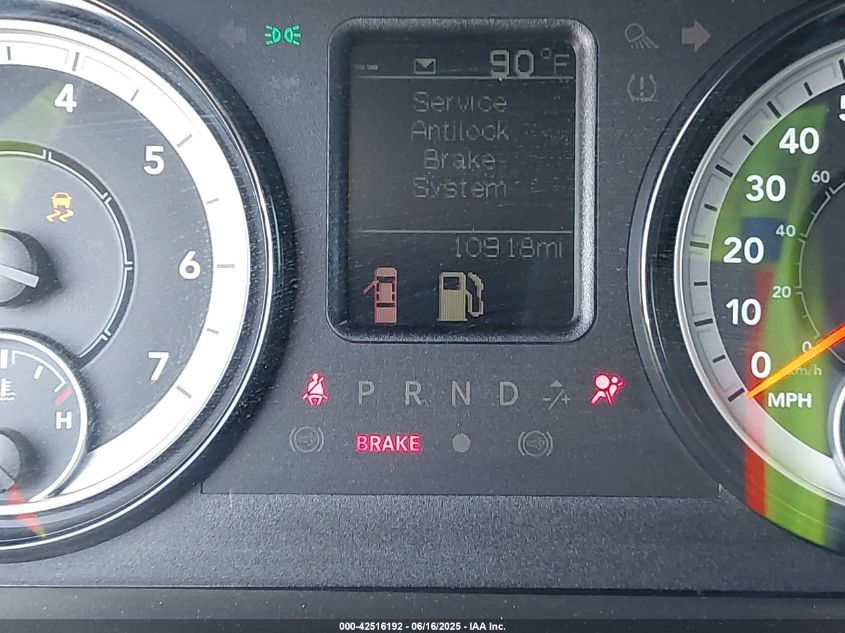 -- 90°F
Service
Antilock
Brake
System
10918mi
4
5
6
7
H
P R N D
BRAKE
40
30
20
10
0
MPH
60
40
20
0
km/h
000-42516192 - 06/16/2025 - IAA Inc.